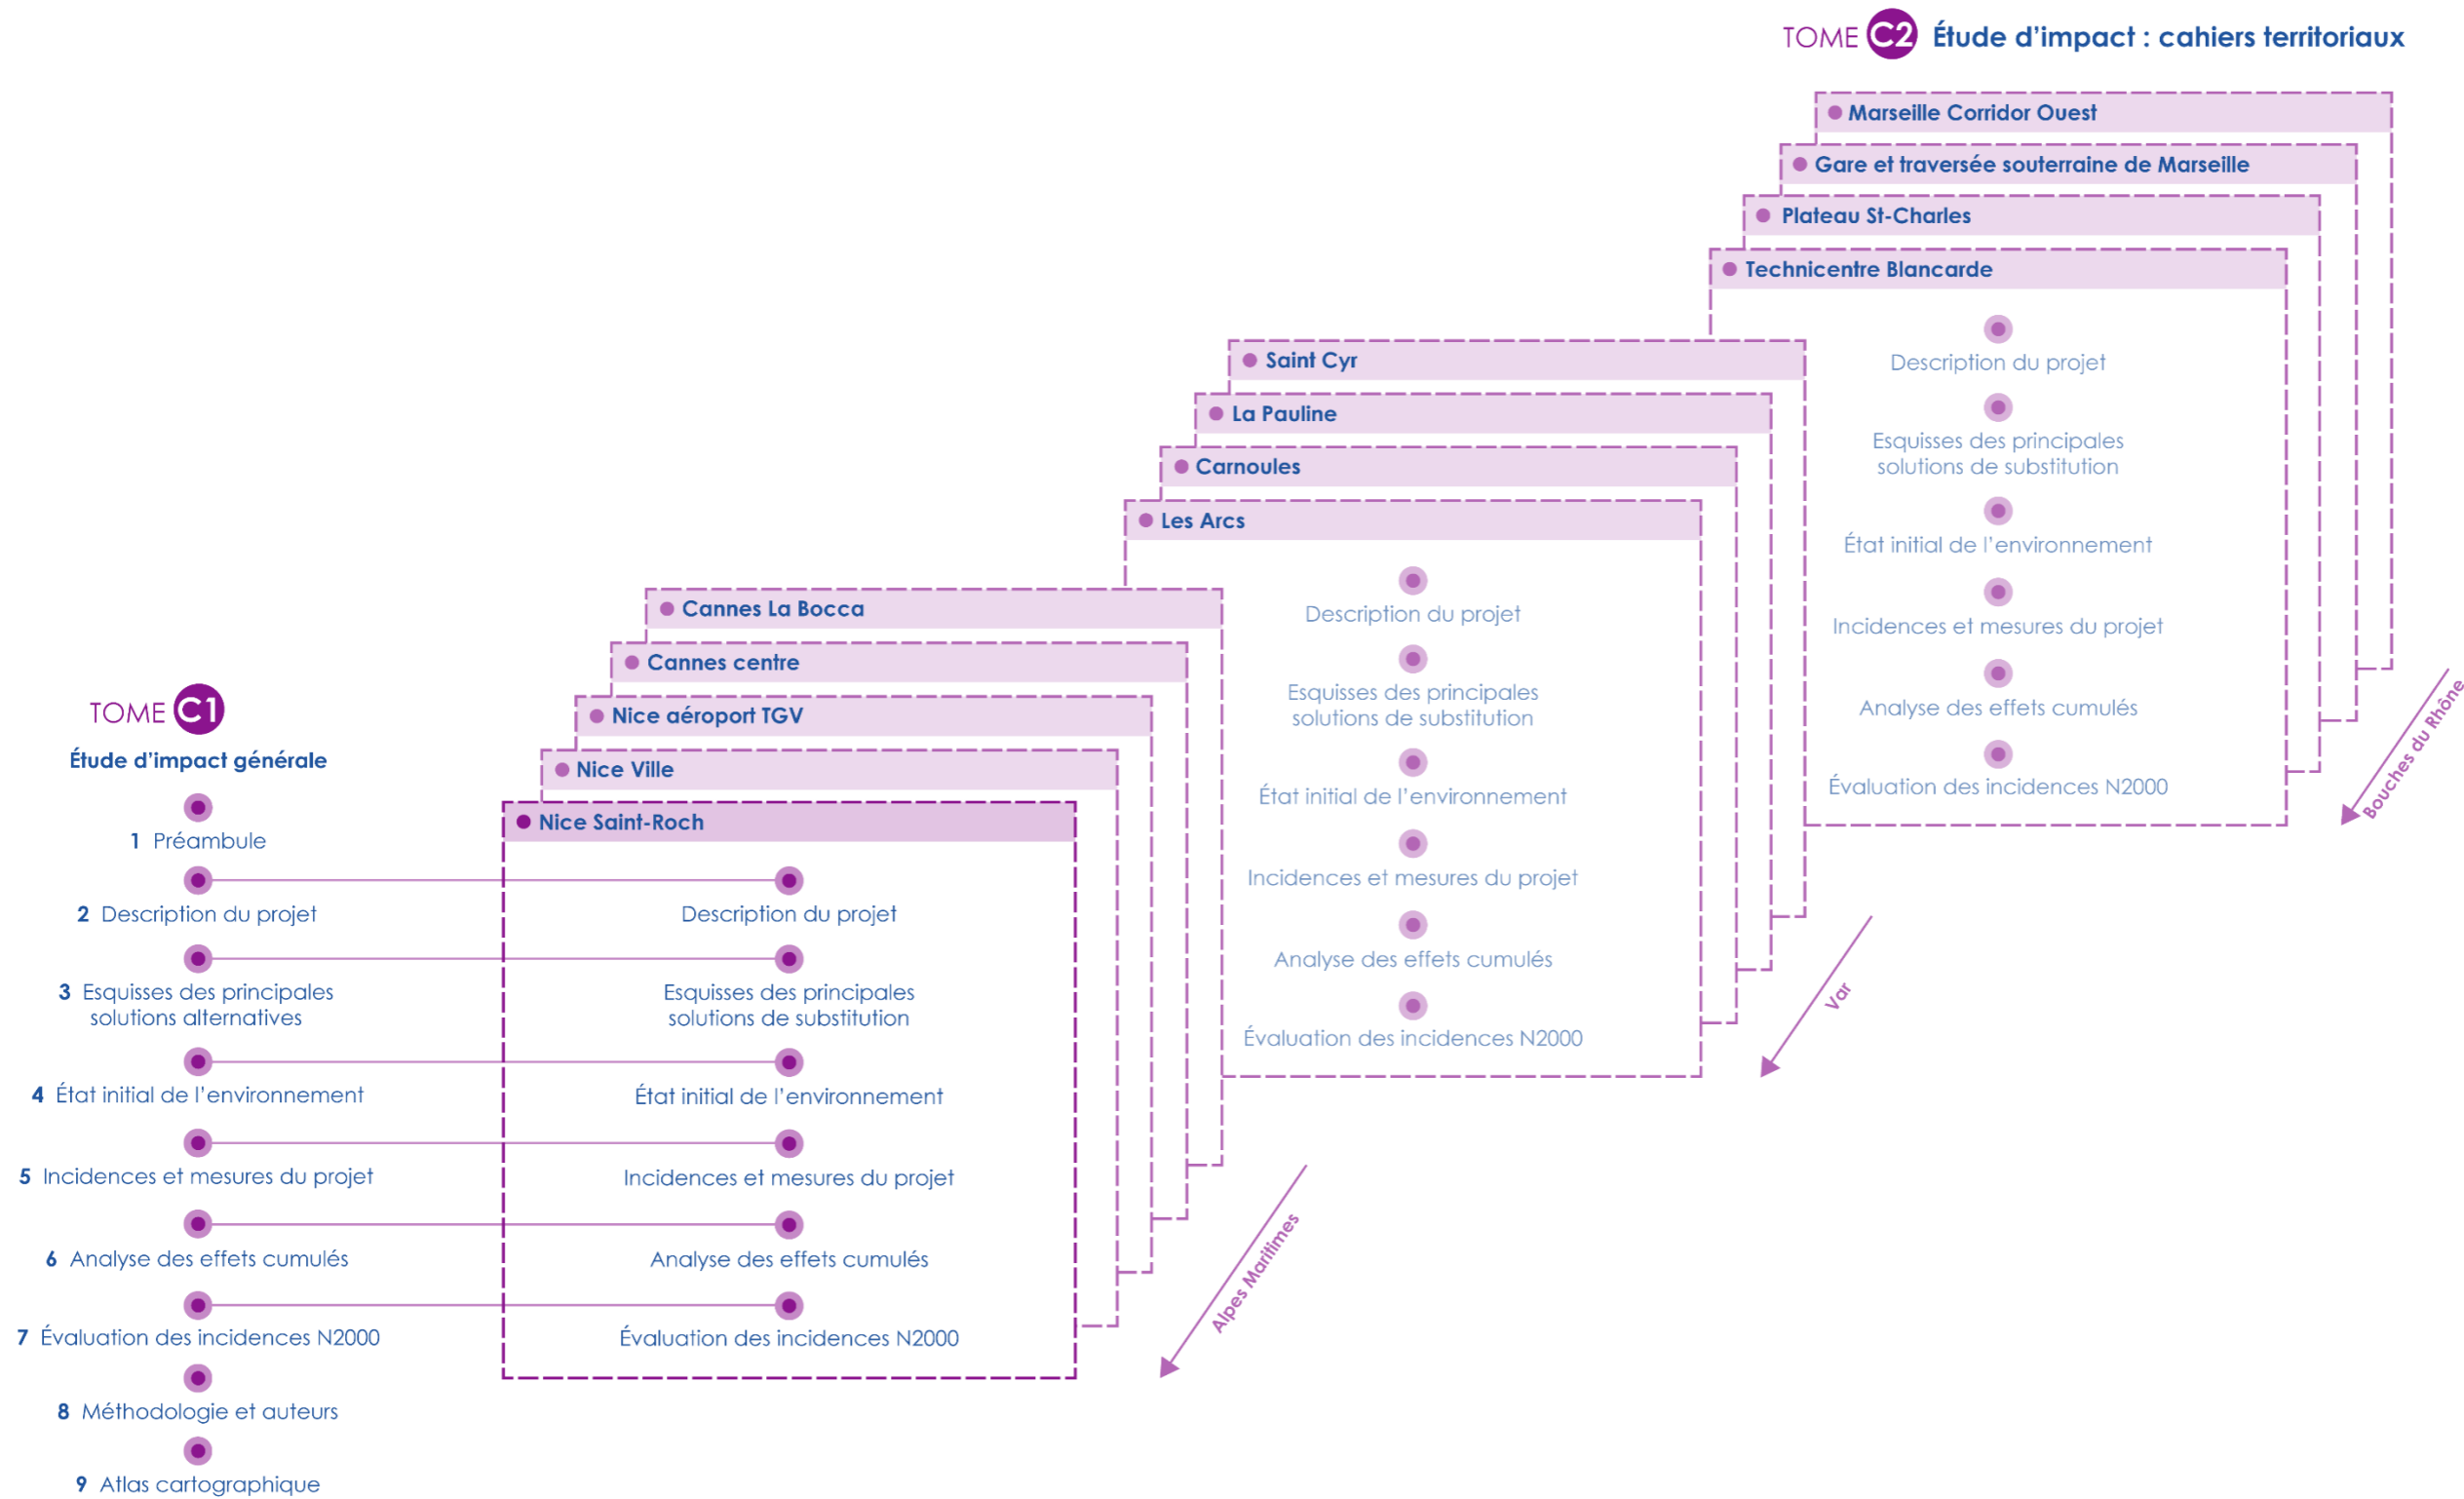 TOME C2 Étude d’impact : cahiers territoriaux
Marseille Corridor Ouest
Gare et traversée souterraine de Marseille
Plateau St-Charles
Technicentre Blancarde
Description du projet
Esquisses des principales
solutions de substitution
État initial de l’environnement
Incidences et mesures du projet
Analyse des effets cumulés
Évaluation des incidences N2000
Bouches du Rhône
Saint Cyr
La Pauline
Carnoules
Les Arcs
Description du projet
Esquisses des principales
solutions de substitution
État initial de l’environnement
Incidences et mesures du projet
Analyse des effets cumulés
Évaluation des incidences N2000
Var
Cannes La Bocca
Cannes centre
Nice aéroport TGV
Nice Ville
Nice Saint-Roch
Description du projet
Esquisses des principales
solutions de substitution
État initial de l’environnement
Incidences et mesures du projet
Analyse des effets cumulés
Évaluation des incidences N2000
Alpes Maritimes
TOME C1
Étude d’impact générale
1 Préambule
2 Description du projet
3 Esquisses des principales
solutions alternatives
4 État initial de l’environnement
5 Incidences et mesures du projet
6 Analyse des effets cumulés
7 Évaluation des incidences N2000
8 Méthodologie et auteurs
9 Atlas cartographique